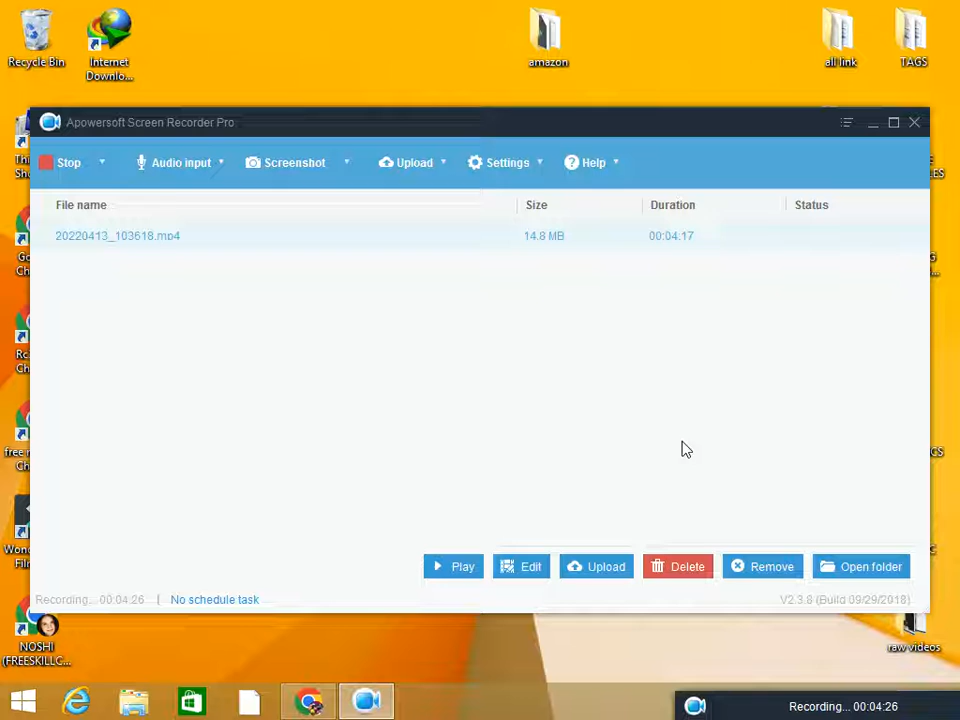 Recycle Bin
Internet
Downlo...
amazon
all link
TAGS
Apowersoft Screen Recorder Pro
Stop
Audio input
Screenshot
Upload
Settings
Help
File name
Size
Duration
Status
20220413_103618.mp4
14.8 MB
00:04:17
Play
Edit
Upload
Delete
Remove
Open folder
Recording... 00:04:26
No schedule task
V2.3.8 (Build 09/29/2018)
NOSHI
(FREESKILLC...
raw videos
Recording... 00:04:26